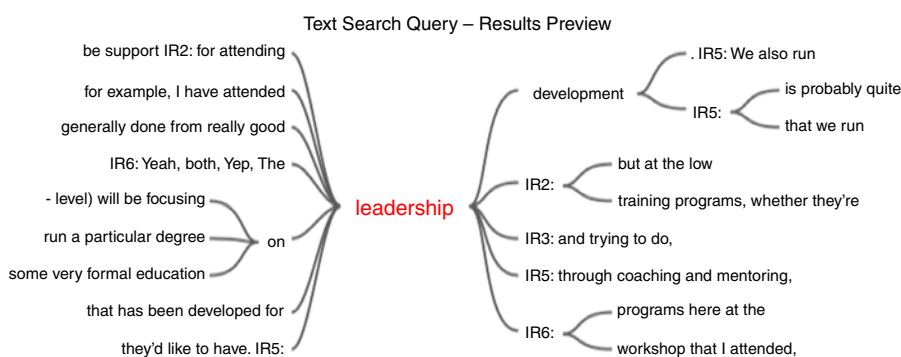 Text Search Query – Results Preview
be support IR2: for attending
for example, I have attended
generally done from really good
IR6: Yeah, both, Yep, The
- level) will be focusing
run a particular degree
some very formal education
on
that has been developed for
they'd like to have. IR5:
leadership
development
. IR5: We also run
IR5:
is probably quite
that we run
IR2:
but at the low
training programs, whether they're
IR3: and trying to do,
IR5: through coaching and mentoring,
IR6:
programs here at the
workshop that I attended,